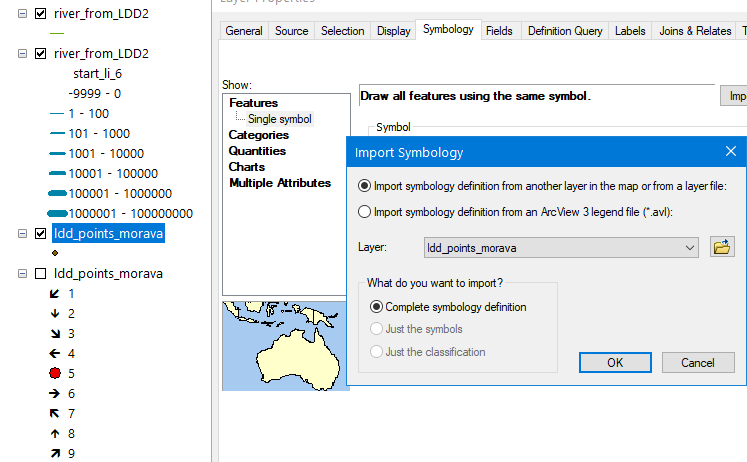 Layer Properties
river_from_LDD2
river_from_LDD2
start_li_6
-9999 - 0
1 - 100
101 - 1000
1001 - 10000
10001 - 100000
100001 - 1000000
1000001 - 100000000
ldd_points_morava
ldd_points_morava
1
2
3
4
5
6
7
8
9
General Source Selection Display Symbology Fields Definition Query Labels Joins & Relates T
Show:
Features
Single symbol
Categories
Quantities
Charts
Multiple Attributes
Draw all features using the same symbol.
Imp
Symbol
Import Symbology
Import symbology definition from another layer in the map or from a layer file:
Import symbology definition from an ArcView 3 legend file (*.avl):
Layer:
ldd_points_morava
What do you want to import?
Complete symbology definition
Just the symbols
Just the classification
OK
Cancel